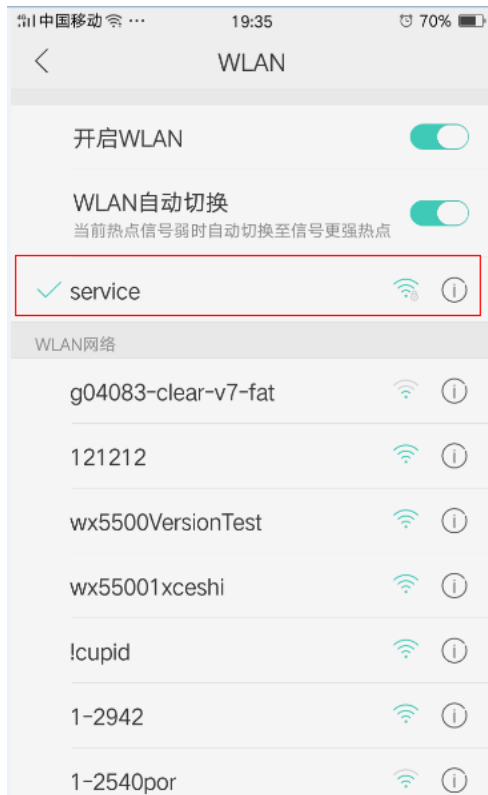 中国移动 … 19:35 70%
WLAN
开启WLAN
WLAN自动切换
当前热点信号弱时自动切换至信号更强热点
service
WLAN网络
g04083-clear-v7-fat
121212
wx5500VersionTest
wx55001xceshi
!cupid
1-2942
1-2540por